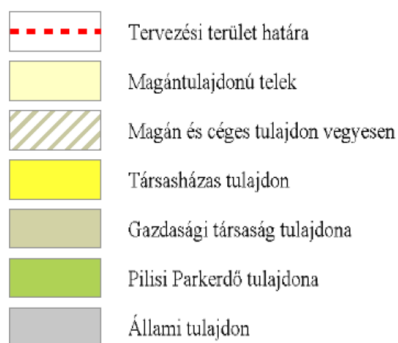 Tervezési terület határa
Magántulajdonú telek
Magán és céges tulajdon vegyesen
Társasházas tulajdon
Gazdasági társaság tulajdona
Pilisi Parkerdő tulajdona
Állami tulajdon